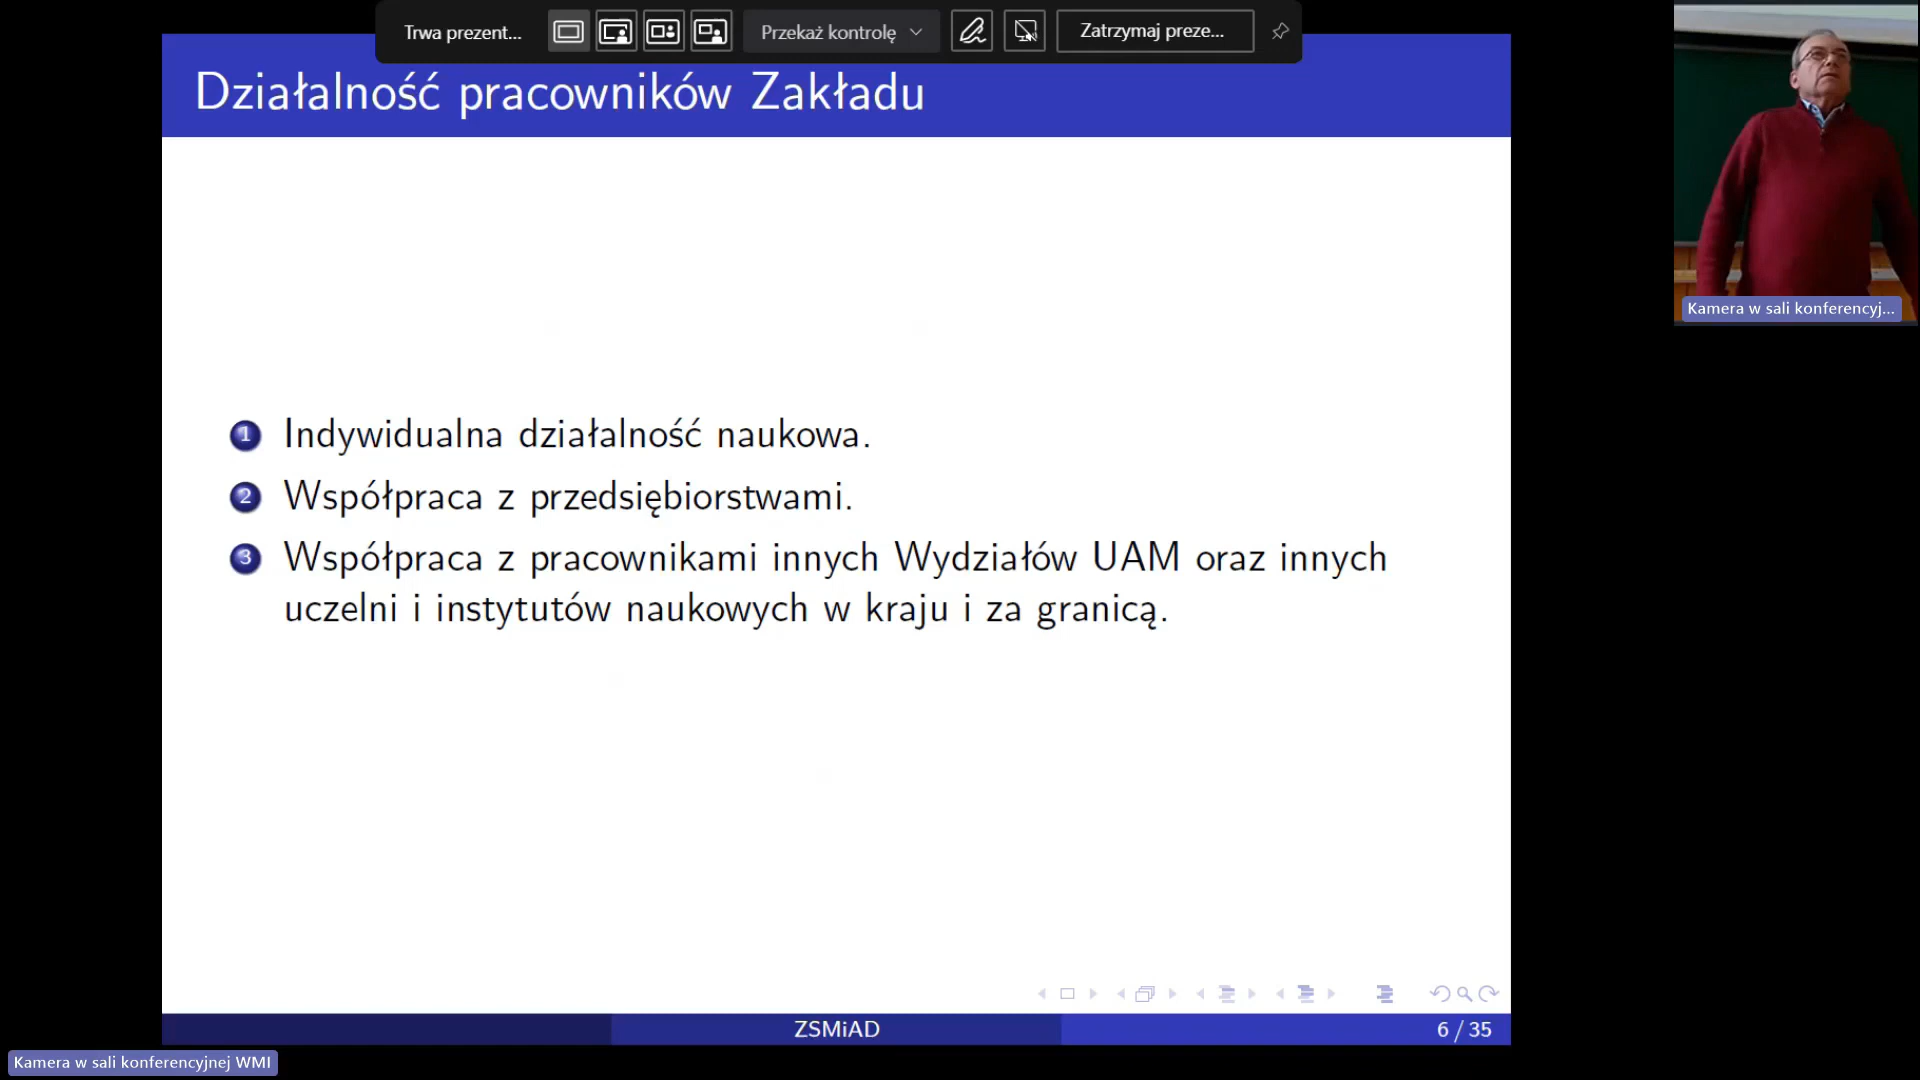 Trwa prezent...
Przekaż kontrolę
Zatrzymaj preze...
Działalność pracowników Zakładu
Kamera w sali konferencyj...
1 Indywidualna działalność naukowa.
2 Współpraca z przedsiębiorstwami.
3 Współpraca z pracownikami innych Wydziałów UAM oraz innych
uczelni i instytutów naukowych w kraju i za granicą.
ZSMiAD
6 / 35
Kamera w sali konferencyjnej WMI